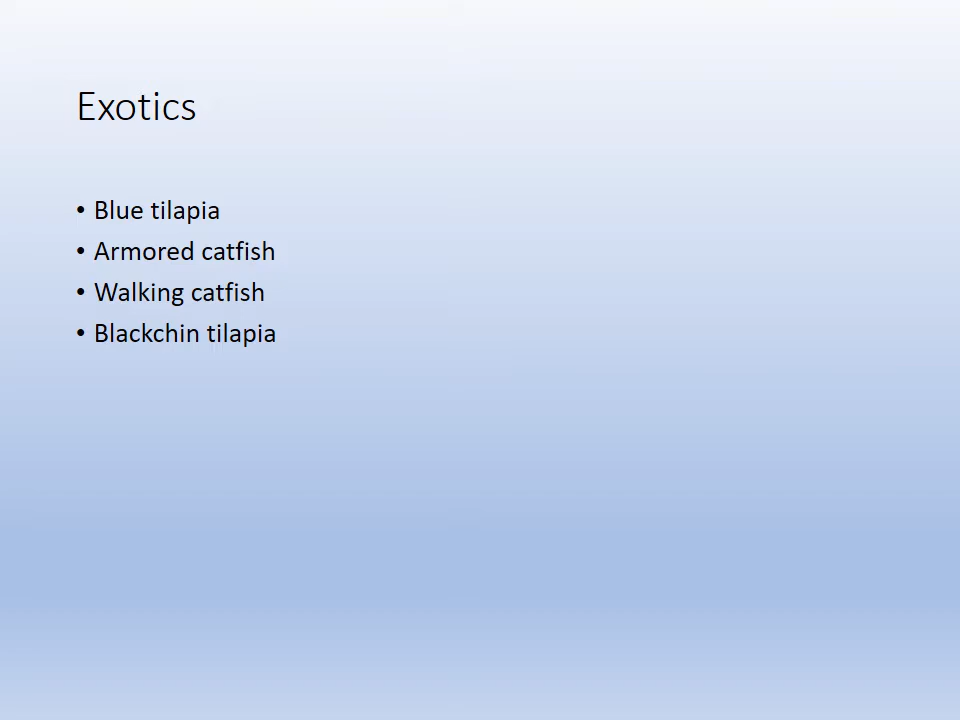 Exotics
• Blue tilapia
• Armored catfish
• Walking catfish
• Blackchin tilapia